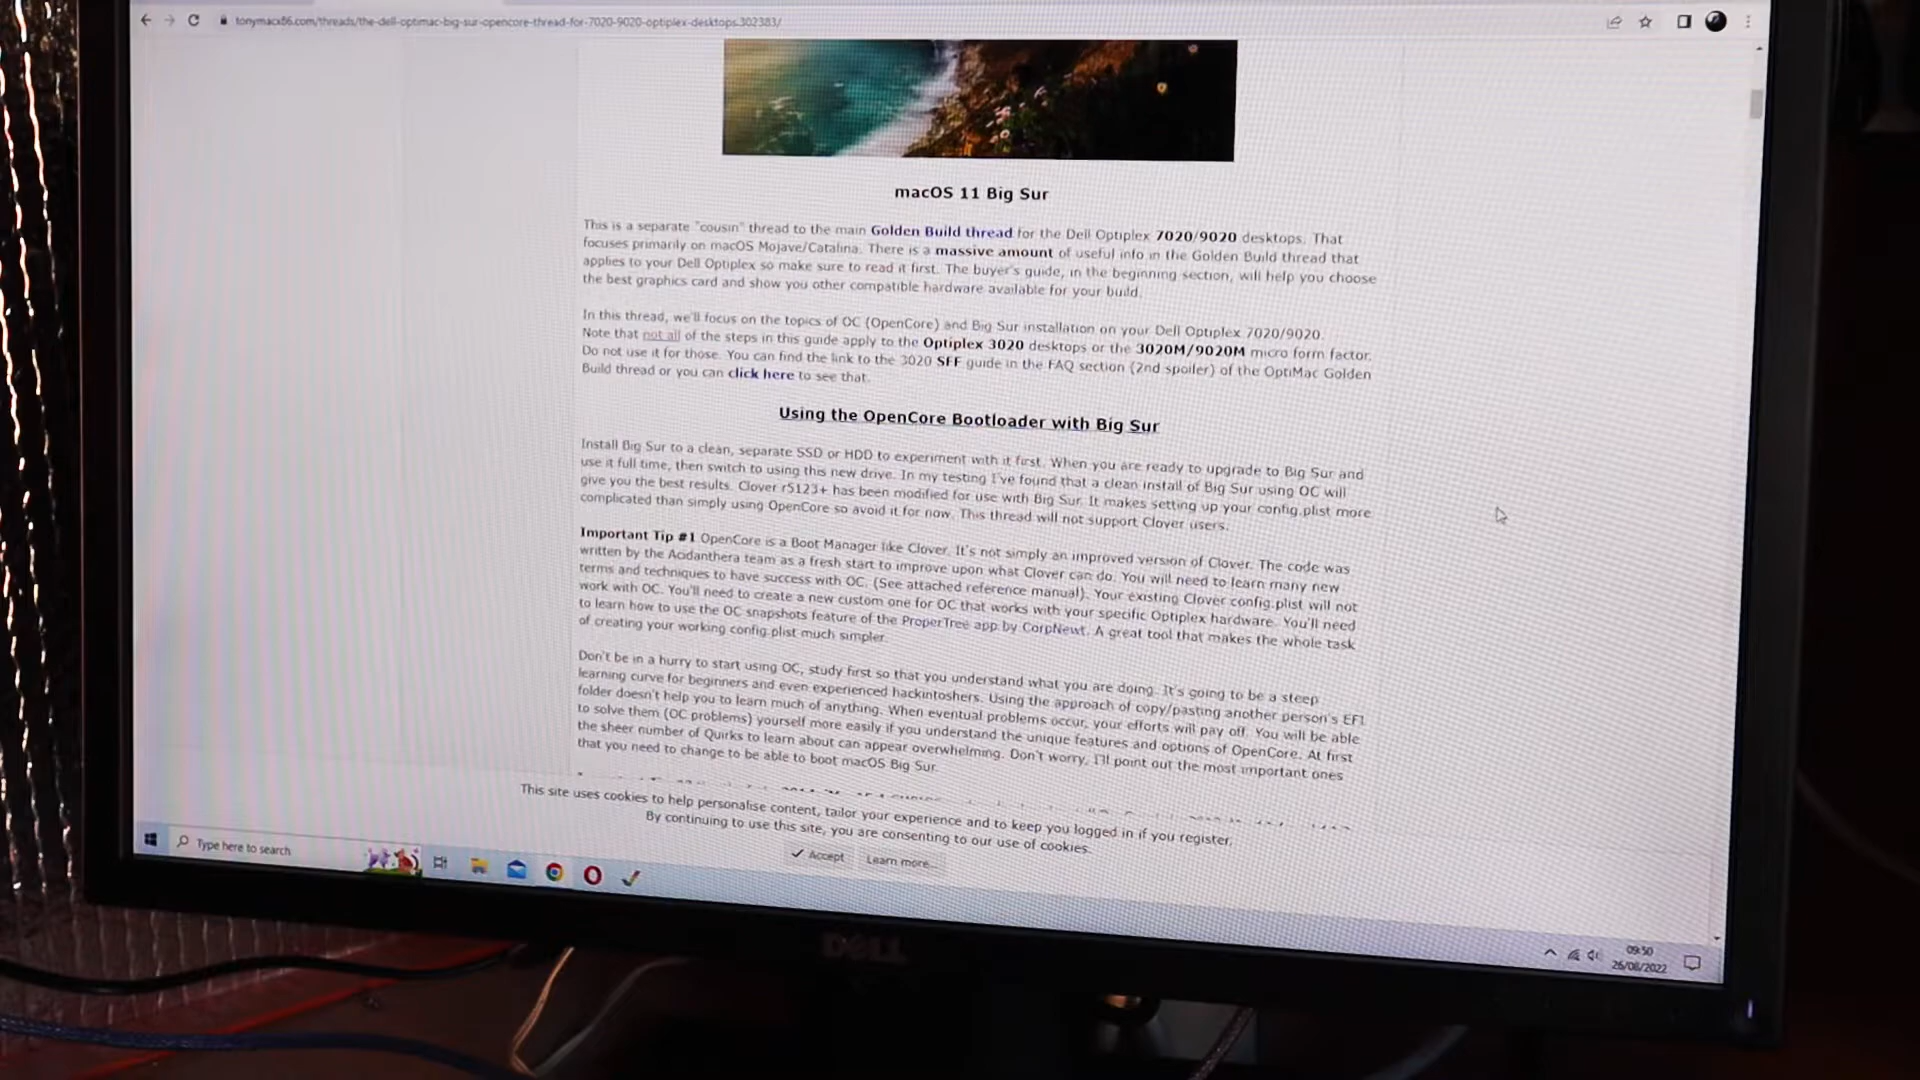 tonymacx86.com/threads/the-dell-optimac-big-sur-opencore-thread-for-7020-9020-optiplex-desktops.302383/
macOS 11 Big Sur
This is a separate "cousin" thread to the main Golden Build thread for the Dell Optiplex 7020/9020 desktops. That
focuses primarily on macOS Mojave/Catalina. There is a massive amount of useful info in the Golden Build thread that
applies to your Dell Optiplex so make sure to read it first. The buyer's guide, in the beginning section, will help you choose
the best graphics card and show you other compatible hardware available for your build.
In this thread, we'll focus on the topics of OC (OpenCore) and Big Sur installation on your Dell Optiplex 7020/9020.
Note that not all of the steps in this guide apply to the Optiplex 3020 desktops or the 3020M/9020M micro form factor.
Do not use it for those. You can find the link to the 3020 SFF guide in the FAQ section (2nd spoiler) of the OptiMac Golden
Build thread or you can click here to see that.
Using the OpenCore Bootloader with Big Sur
Install Big Sur to a clean, separate SSD or HDD to experiment with it first. When you are ready to upgrade to Big Sur and
use it full time, then switch to using this new drive. In my testing I've found that a clean install of Big Sur using OC will
give you the best results. Clover r5123+ has been modified for use with Big Sur. It makes setting up your config.plist more
complicated than simply using OpenCore so avoid it for now. This thread will not support Clover users.
Important Tip #1 OpenCore is a Boot Manager like Clover. It's not simply an improved version of Clover. The code was
written by the Acidanthera team as a fresh start to improve upon what Clover can do. You will need to learn many new
terms and techniques to have success with OC. (See attached reference manual). Your existing Clover config.plist will not
work with OC. You'll need to create a new custom one for OC that works with your specific Optiplex hardware. You'll need
to learn how to use the OC snapshots feature of the ProperTree app by CorpNewt. A great tool that makes the whole task
of creating your working config.plist much simpler.
Don't be in a hurry to start using OC, study first so that you understand what you are doing. It's going to be a steep
learning curve for beginners and even experienced hackintoshers. Using the approach of copy/pasting another person's EFI
folder doesn't help you to learn much of anything. When eventual problems occur, your efforts will pay off. You will be able
to solve them (OC problems) yourself more easily if you understand the unique features and options of OpenCore. At first
the sheer number of Quirks to learn about can appear overwhelming. Don't worry, I'll point out the most important ones
that you need to change to be able to boot macOS Big Sur.
This site uses cookies to help personalise content, tailor your experience and to keep you logged in if you register.
By continuing to use this site, you are consenting to our use of cookies.
Accept Learn more...
Type here to search
09:50
26/08/2022
DELL